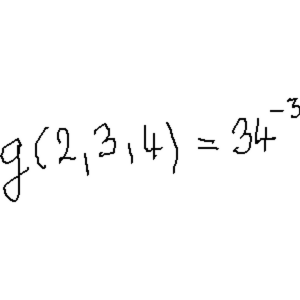 g(2,3,4) = 34⁻³